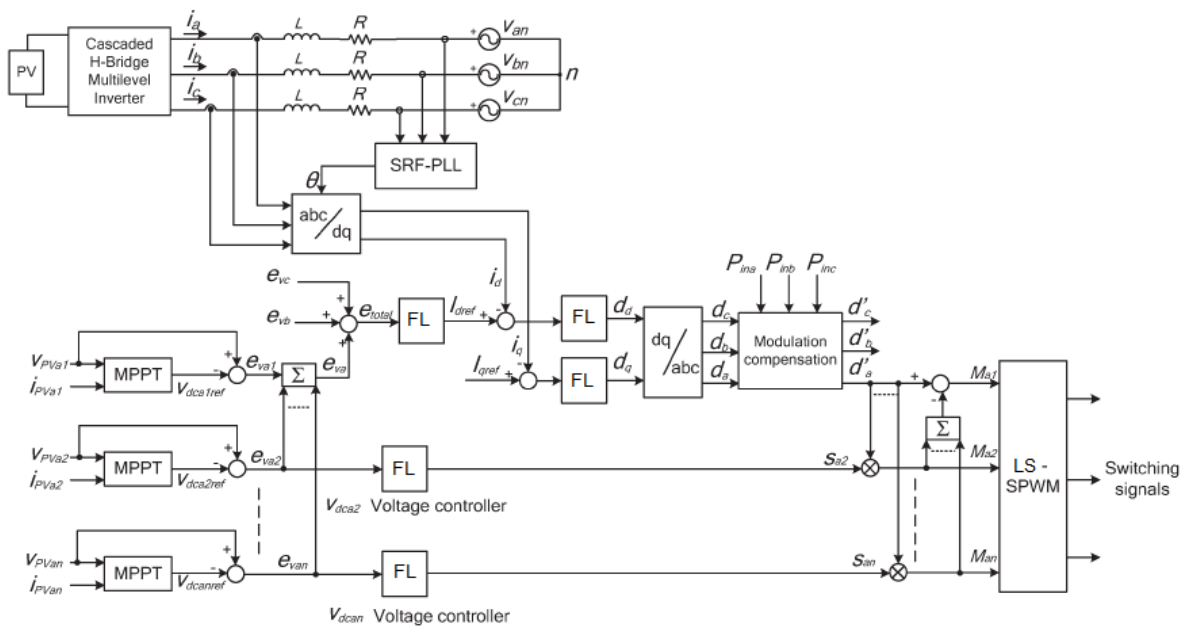 PV
Cascaded
H-Bridge
Multilevel
Inverter
i_a
L
R
+
v_an
i_b
L
R
+
v_bn
n
i_c
L
R
+
v_cn
SRF-PLL
θ
abc/dq
i_d
P_ina P_inb P_inc
e_vc
+
e_vb
+
e_total
FL
I_dref
+
-
FL
d_d
dq/abc
d_c
d_b
d_a
Modulation
compensation
d'_c
d'_b
d'_a
+
e_va
i_q
-
I_qref
+
FL
d_q
v_PVa1
i_PVa1
MPPT
v_dca1ref
+
-
e_va1
Σ
+
-
M_a1
Σ
v_PVa2
i_PVa2
MPPT
v_dca2ref
+
-
e_va2
FL
s_a2
M_a2
v_dca2 Voltage controller
LS -
SPWM
Switching
signals
v_PVan
i_PVan
MPPT
v_dcanref
+
-
e_van
FL
s_an
M_an
v_dcan Voltage controller